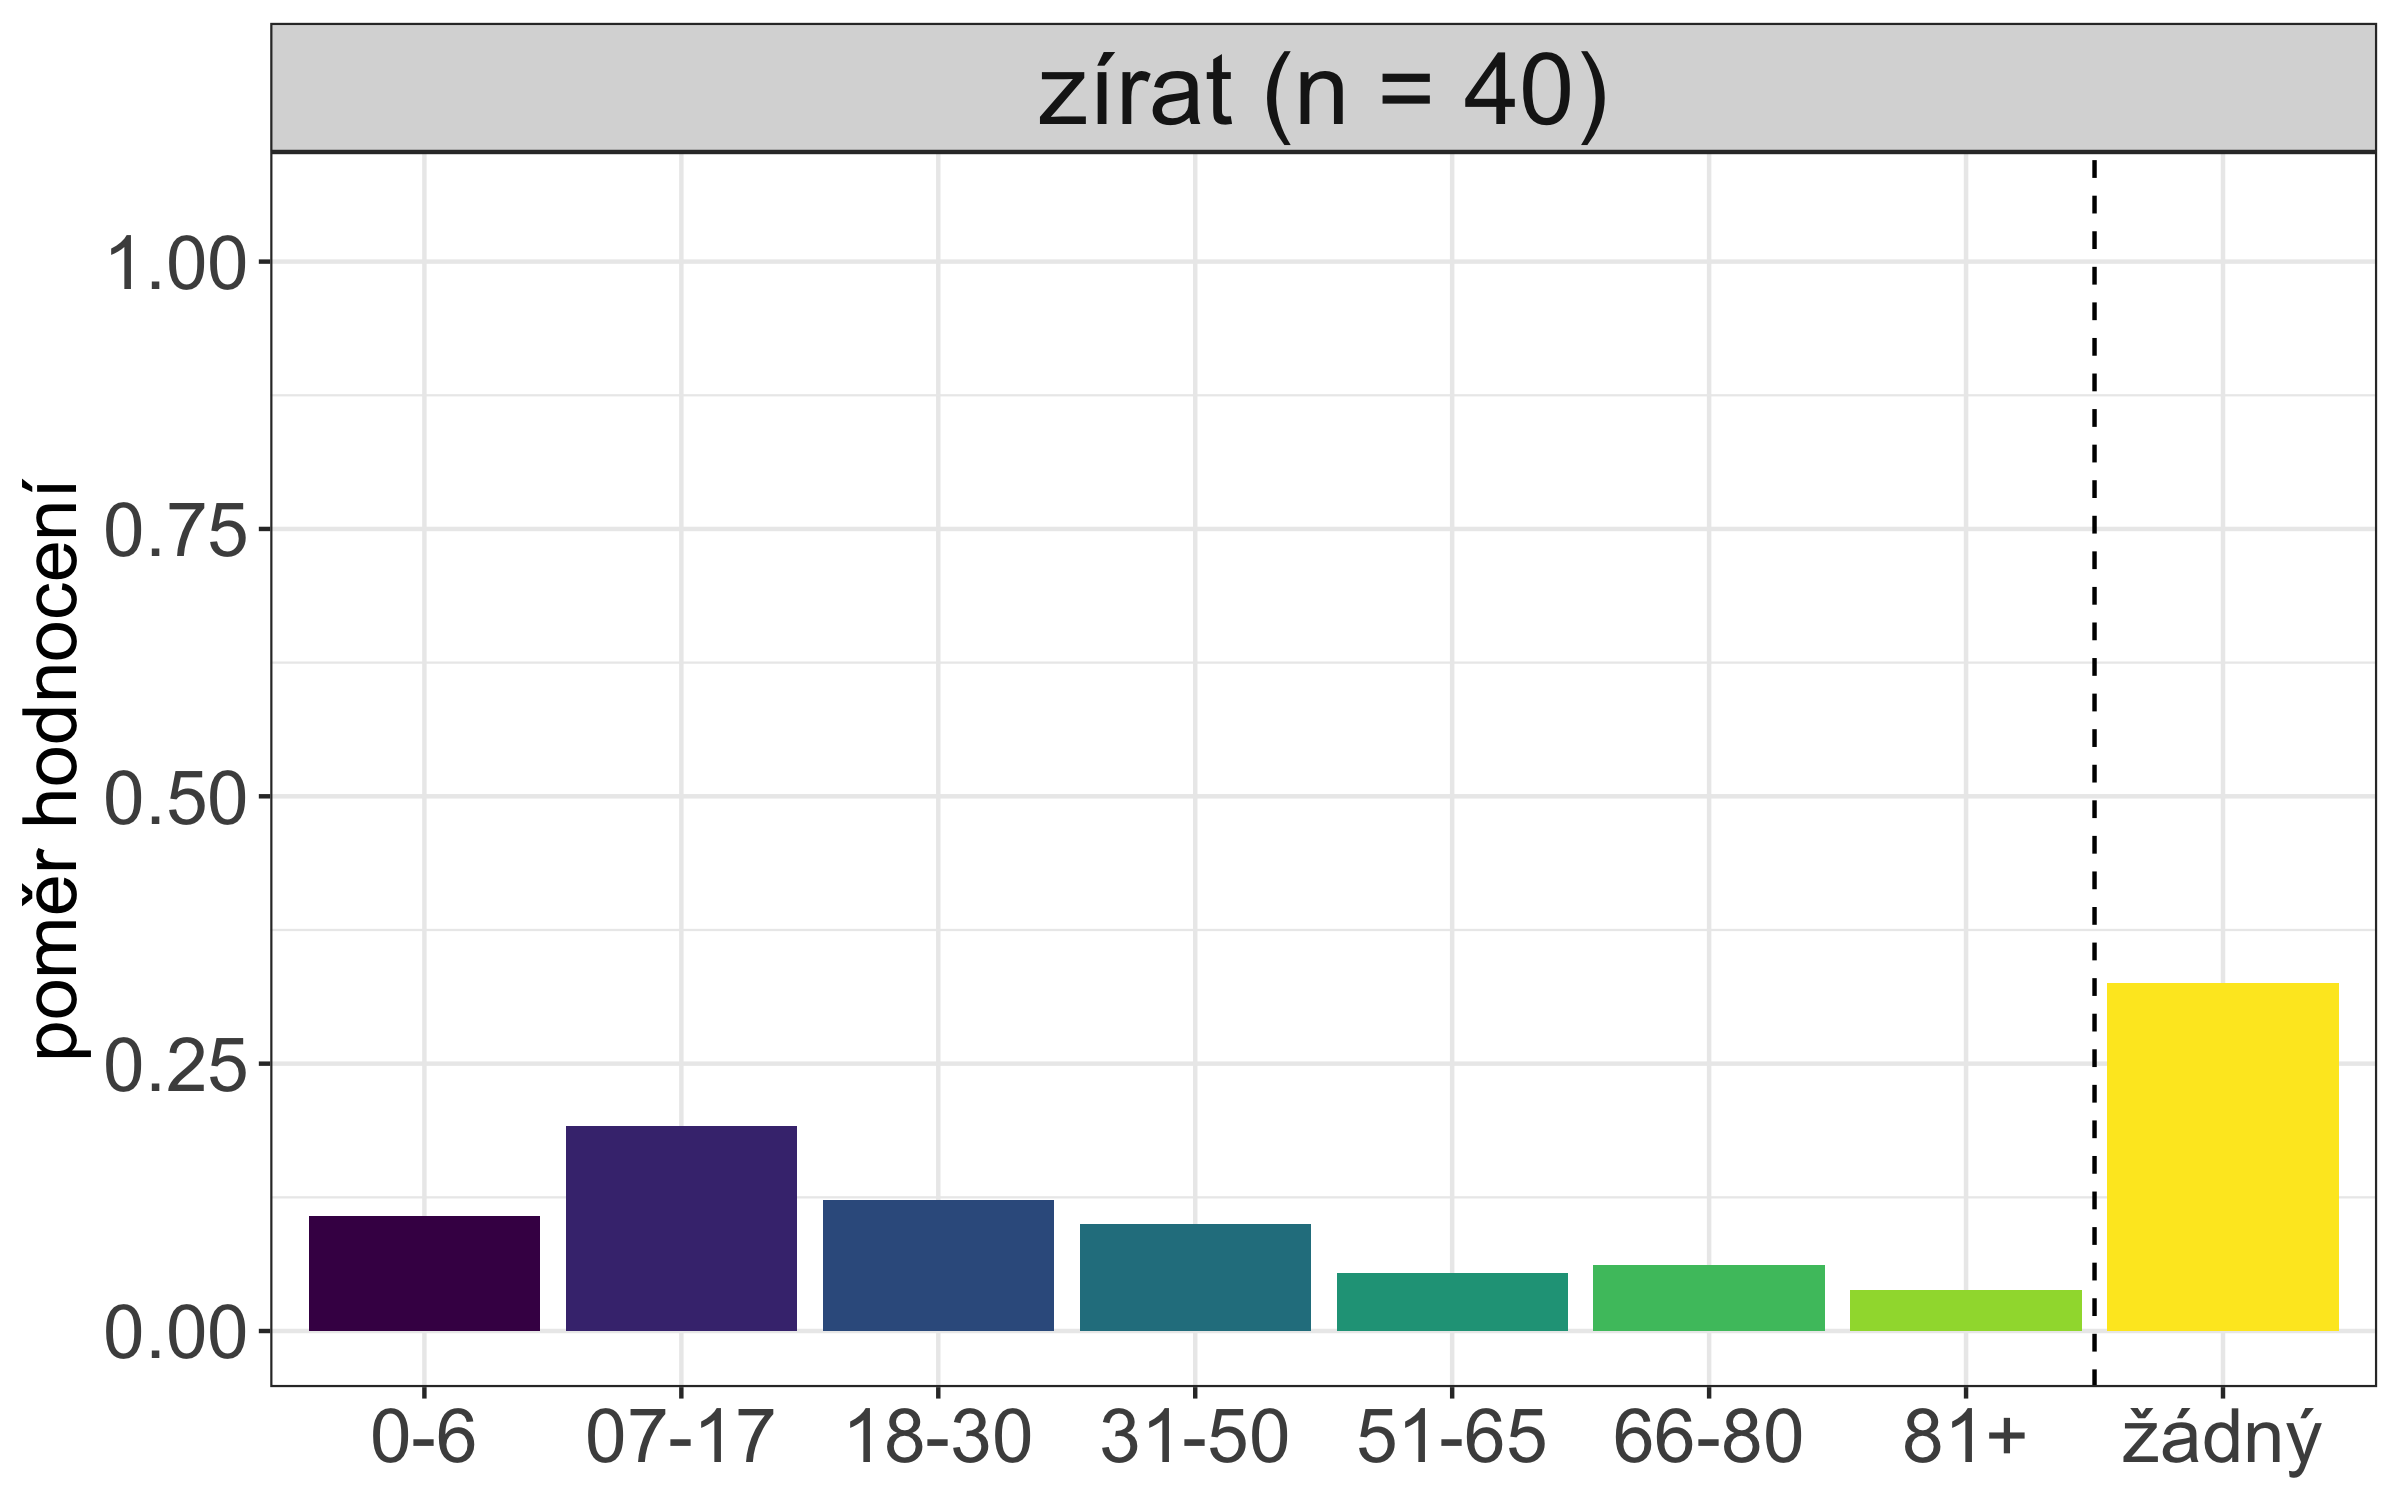 zírat (n = 40)
poměr hodnocení
1.00
0.75
0.50
0.25
0.00
0-6 07-17 18-30 31-50 51-65 66-80 81+ žádný